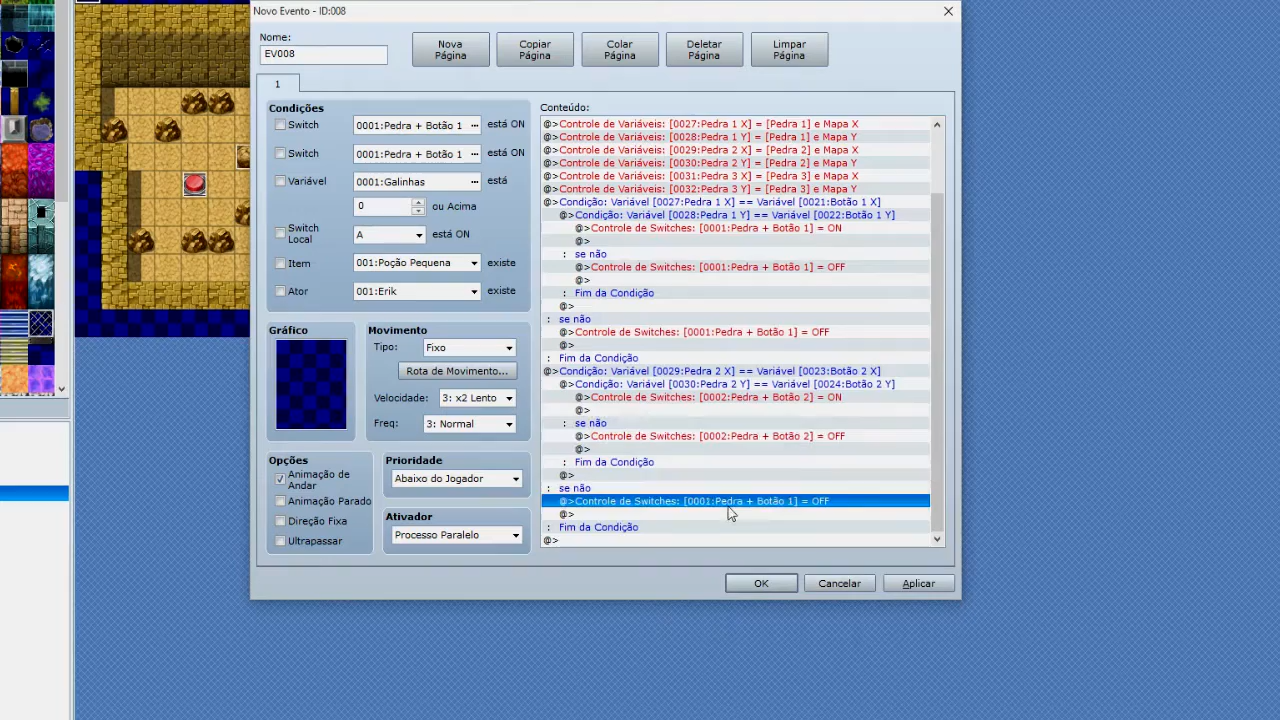 Novo Evento - ID:008
Nome:
EV008
Nova Página
Copiar Página
Colar Página
Deletar Página
Limpar Página
1
Condições
Switch 0001:Pedra + Botão 1 ... está ON
Switch 0001:Pedra + Botão 1 ... está ON
Variável 0001:Galinhas ... está
0 ou Acima
Switch Local A está ON
Item 001:Poção Pequena existe
Ator 001:Erik existe
Gráfico
Movimento
Tipo: Fixo
Rota de Movimento...
Velocidade: 3: x2 Lento
Freq: 3: Normal
Opções
Animação de Andar
Animação Parado
Direção Fixa
Ultrapassar
Prioridade
Abaixo do Jogador
Ativador
Processo Paralelo
Conteúdo:
@>Controle de Variáveis: [0027:Pedra 1 X] = [Pedra 1] e Mapa X
@>Controle de Variáveis: [0028:Pedra 1 Y] = [Pedra 1] e Mapa Y
@>Controle de Variáveis: [0029:Pedra 2 X] = [Pedra 2] e Mapa X
@>Controle de Variáveis: [0030:Pedra 2 Y] = [Pedra 2] e Mapa Y
@>Controle de Variáveis: [0031:Pedra 3 X] = [Pedra 3] e Mapa X
@>Controle de Variáveis: [0032:Pedra 3 Y] = [Pedra 3] e Mapa Y
@>Condição: Variável [0027:Pedra 1 X] == Variável [0021:Botão 1 X]
@>Condição: Variável [0028:Pedra 1 Y] == Variável [0022:Botão 1 Y]
@>Controle de Switches: [0001:Pedra + Botão 1] = ON
@>
: se não
@>Controle de Switches: [0001:Pedra + Botão 1] = OFF
@>
: Fim da Condição
@>
: se não
@>Controle de Switches: [0001:Pedra + Botão 1] = OFF
@>
: Fim da Condição
@>Condição: Variável [0029:Pedra 2 X] == Variável [0023:Botão 2 X]
@>Condição: Variável [0030:Pedra 2 Y] == Variável [0024:Botão 2 Y]
@>Controle de Switches: [0002:Pedra + Botão 2] = ON
@>
: se não
@>Controle de Switches: [0002:Pedra + Botão 2] = OFF
@>
: Fim da Condição
@>
: se não
@>Controle de Switches: [0001:Pedra + Botão 1] = OFF
@>
: Fim da Condição
@>
OK
Cancelar
Aplicar